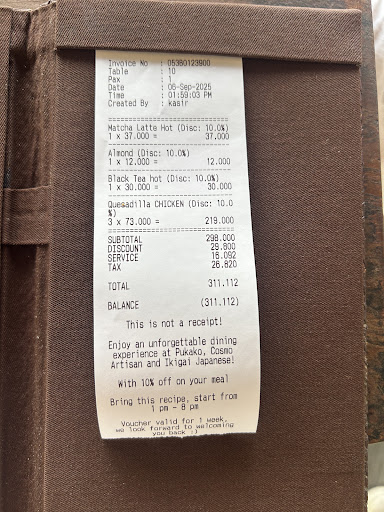 Invoice No : 05380123900
Table : 10
Pax : 1
Date : 06-Sep-2025
Time : 01:59:03 PM
Created By : kasir
Matcha Latte Hot (Disc: 10.0%)
1 x 37.000 = 37.000
Almond (Disc: 10.0%)
1 x 12.000 = 12.000
Black Tea hot (Disc: 10.0%)
1 x 30.000 = 30.000
Quesadilla CHICKEN (Disc: 10.0
%)
3 x 73.000 = 219.000
SUBTOTAL 298.000
DISCOUNT 29.800
SERVICE 16.092
TAX 26.820
TOTAL 311.112
BALANCE (311.112)
This is not a receipt!
Enjoy an unforgettable dining
experience at Pukako, Cosmo
Artisan and Ikigai Japanese!
With 10% off on your meal
Bring this recipe, start from
1 pm - 8 pm
Voucher valid for 1 week,
we look forward to welcoming
you back :)